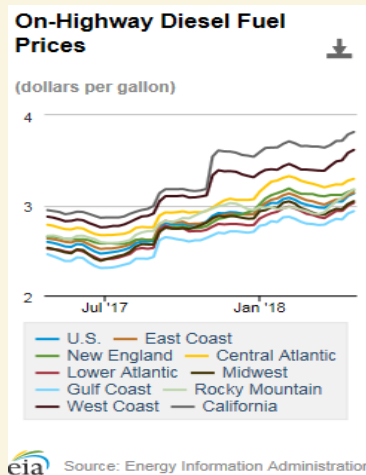 On-Highway Diesel Fuel
Prices
(dollars per gallon)
4
3
2
Jul '17 Jan '18
U.S. East Coast
New England Central Atlantic
Lower Atlantic Midwest
Gulf Coast Rocky Mountain
West Coast California
eia Source: Energy Information Administration